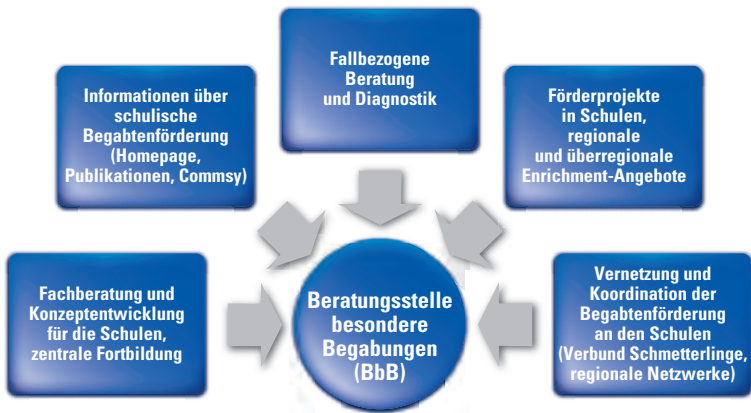 Fallbezogene
Beratung
und Diagnostik
Informationen über
schulische
Begabtenförderung
(Homepage,
Publikationen, Commsy)
Förderprojekte
in Schulen,
regionale
und überregionale
Enrichment-Angebote
Fachberatung und
Konzeptentwicklung
für die Schulen,
zentrale Fortbildung
Beratungsstelle
besondere
Begabungen
(BbB)
Vernetzung und
Koordination der
Begabtenförderung
an den Schulen
(Verbund Schmetterlinge,
regionale Netzwerke)